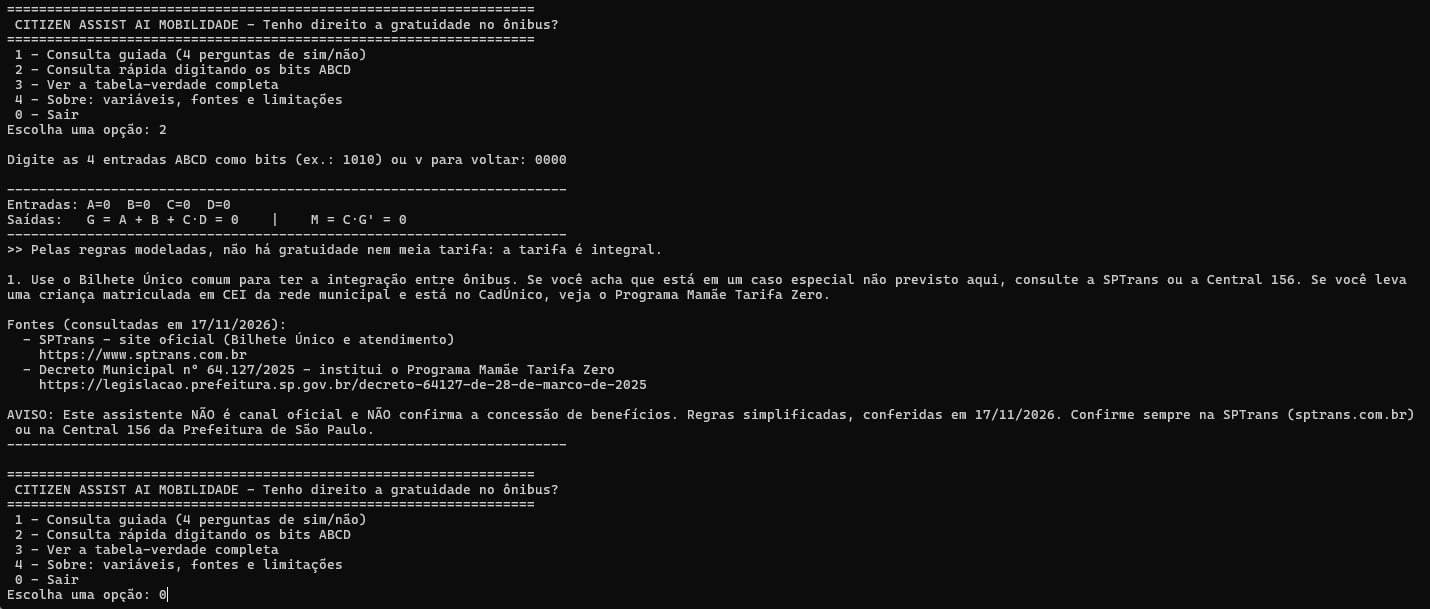 ==================================================================
CITIZEN ASSIST AI MOBILIDADE - Tenho direito a gratuidade no ônibus?
==================================================================
1 - Consulta guiada (4 perguntas de sim/não)
2 - Consulta rápida digitando os bits ABCD
3 - Ver a tabela-verdade completa
4 - Sobre: variáveis, fontes e limitações
0 - Sair
Escolha uma opção: 2
Digite as 4 entradas ABCD como bits (ex.: 1010) ou v para voltar: 0000
----------------------------------------------------------------------
Entradas: A=0  B=0  C=0  D=0
Saídas:   G = A + B + C·D = 0    |    M = C·G' = 0
----------------------------------------------------------------------
>> Pelas regras modeladas, não há gratuidade nem meia tarifa: a tarifa é integral.
1. Use o Bilhete Único comum para ter a integração entre ônibus. Se você acha que está em um caso especial não previsto aqui, consulte a SPTrans ou a Central 156. Se você leva
uma criança matriculada em CEI da rede municipal e está no CadÚnico, veja o Programa Mamãe Tarifa Zero.
Fontes (consultadas em 17/11/2026):
- SPTrans - site oficial (Bilhete Único e atendimento)
https://www.sptrans.com.br
- Decreto Municipal nº 64.127/2025 - institui o Programa Mamãe Tarifa Zero
https://legislacao.prefeitura.sp.gov.br/decreto-64127-de-28-de-marco-de-2025
AVISO: Este assistente NÃO é canal oficial e NÃO confirma a concessão de benefícios. Regras simplificadas, conferidas em 17/11/2026. Confirme sempre na SPTrans (sptrans.com.br)
ou na Central 156 da Prefeitura de São Paulo.
----------------------------------------------------------------------
==================================================================
CITIZEN ASSIST AI MOBILIDADE - Tenho direito a gratuidade no ônibus?
==================================================================
1 - Consulta guiada (4 perguntas de sim/não)
2 - Consulta rápida digitando os bits ABCD
3 - Ver a tabela-verdade completa
4 - Sobre: variáveis, fontes e limitações
0 - Sair
Escolha uma opção: 0